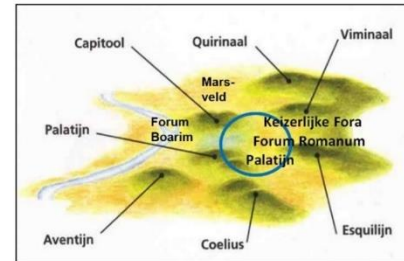 Viminaal
Quirinaal
Capitool
Mars-
veld
Keizerlijke Fora
Forum
Boarim
Palatijn
Forum Romanum
Palatijn
Esquilijn
Aventijn
Coelius